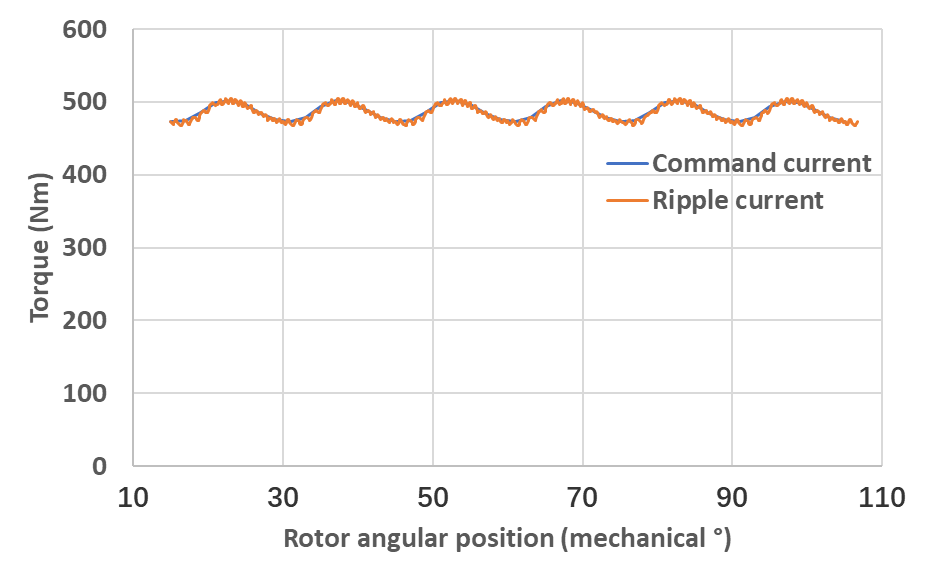 600
500
400
300
200
100
0
Torque (Nm)
Command current
Ripple current
10 30 50 70 90 110
Rotor angular position (mechanical °)